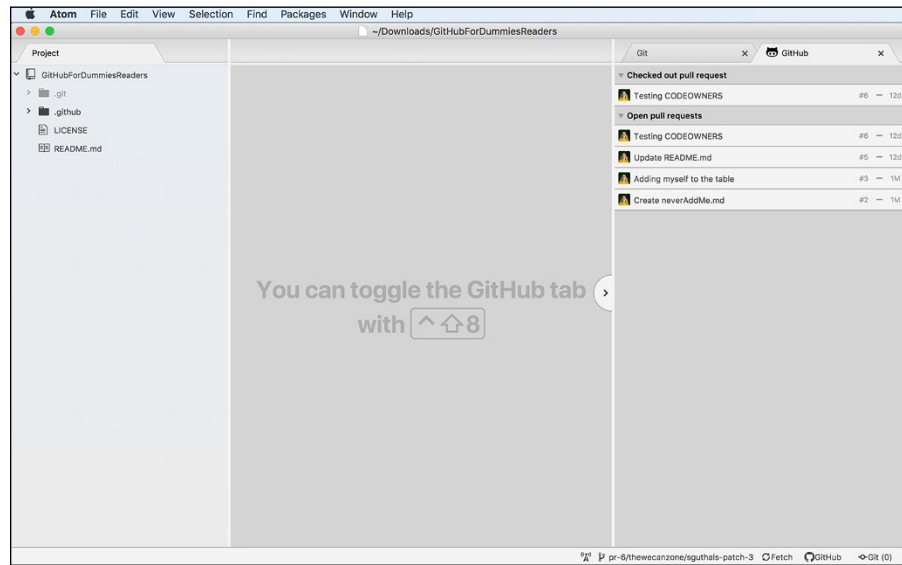 Atom File Edit View Selection Find Packages Window Help
~/Downloads/GitHubForDummiesReaders
Project
GitHubForDummiesReaders
.git
.github
LICENSE
README.md
You can toggle the GitHub tab
with ^⇧8
Git
GitHub
Checked out pull request
Testing CODEOWNERS #6 12d
Open pull requests
Testing CODEOWNERS #6 12d
Update README.md #5 12d
Adding myself to the table #3 1M
Create neverAddMe.md #2 1M
pr-6/thewecanzone/sguthals-patch-3 Fetch GitHub Git (0)